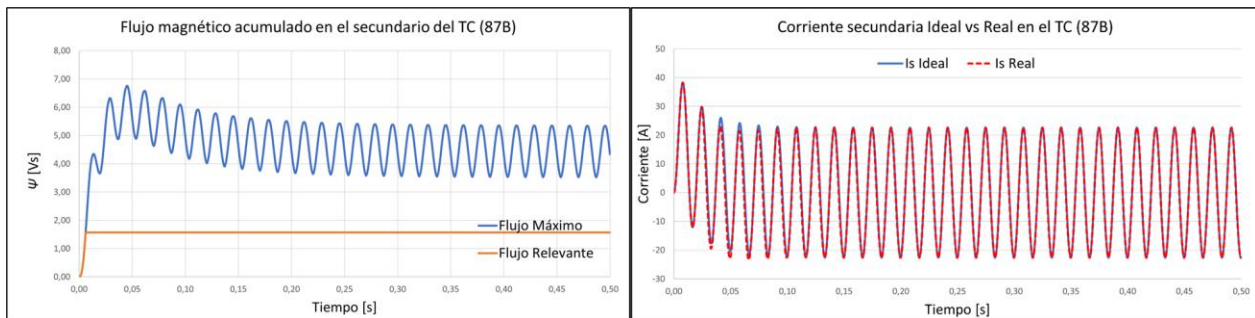 Flujo magnético acumulado en el secundario del TC (87B)
8,00
7,00
6,00
5,00
4,00
3,00
2,00
1,00
0,00
Ψ [Vs]
Flujo Máximo
Flujo Relevante
0,00 0,05 0,10 0,15 0,20 0,25 0,30 0,35 0,40 0,45 0,50
Tiempo [s]
Corriente secundaria Ideal vs Real en el TC (87B)
Is Ideal Is Real
50
40
30
20
10
0
-10
-20
-30
Corriente [A]
0,00 0,05 0,10 0,15 0,20 0,25 0,30 0,35 0,40 0,45 0,50
Tiempo [s]